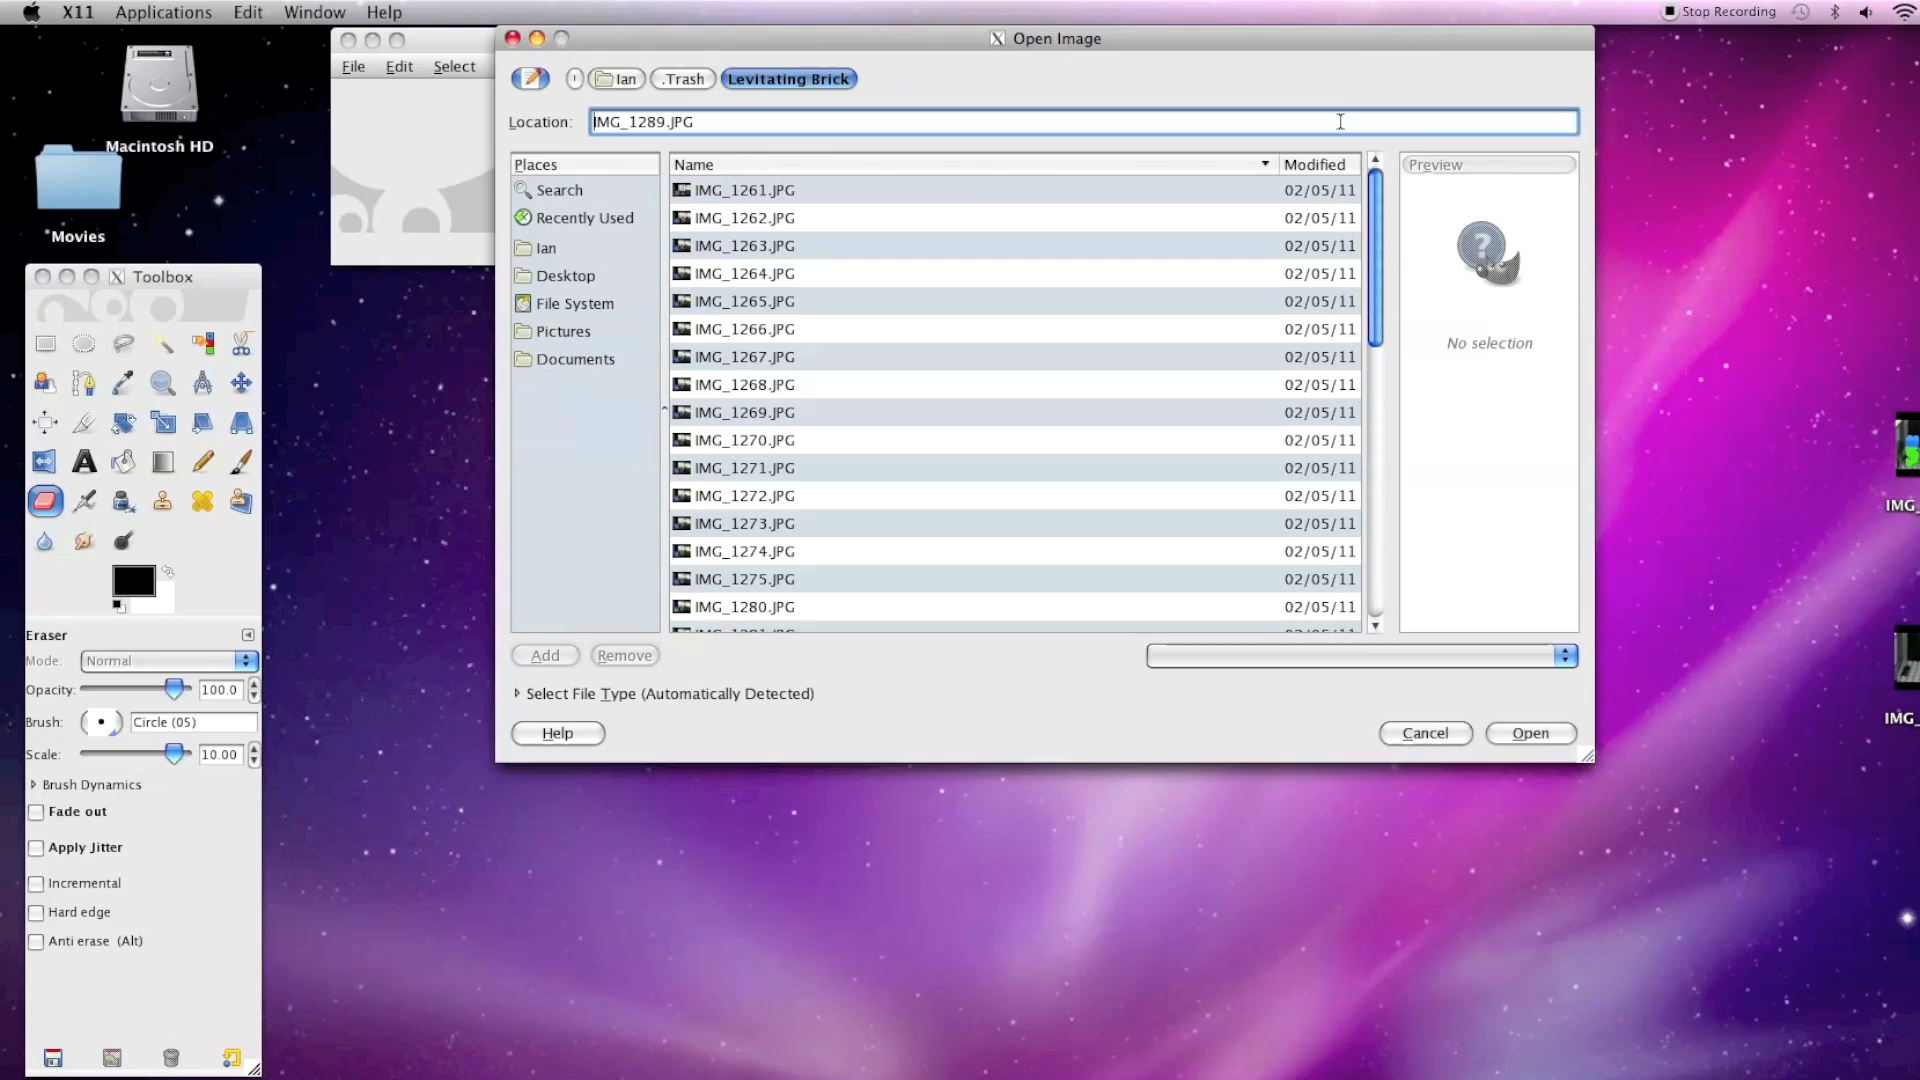 X11 Applications Edit Window Help
Stop Recording
Macintosh HD
Movies
File Edit Select
X Open Image
Ian .Trash Levitating Brick
Location: IMG_1289.JPG
Places
Search
Recently Used
Ian
Desktop
File System
Pictures
Documents
Name Modified
IMG_1261.JPG 02/05/11
IMG_1262.JPG 02/05/11
IMG_1263.JPG 02/05/11
IMG_1264.JPG 02/05/11
IMG_1265.JPG 02/05/11
IMG_1266.JPG 02/05/11
IMG_1267.JPG 02/05/11
IMG_1268.JPG 02/05/11
IMG_1269.JPG 02/05/11
IMG_1270.JPG 02/05/11
IMG_1271.JPG 02/05/11
IMG_1272.JPG 02/05/11
IMG_1273.JPG 02/05/11
IMG_1274.JPG 02/05/11
IMG_1275.JPG 02/05/11
IMG_1280.JPG 02/05/11
Preview
No selection
Add Remove
Select File Type (Automatically Detected)
Help Cancel Open
X Toolbox
Eraser
Mode: Normal
Opacity: 100.0
Brush: Circle (05)
Scale: 10.00
Brush Dynamics
Fade out
Apply Jitter
Incremental
Hard edge
Anti erase (Alt)
IMG_
IMG_